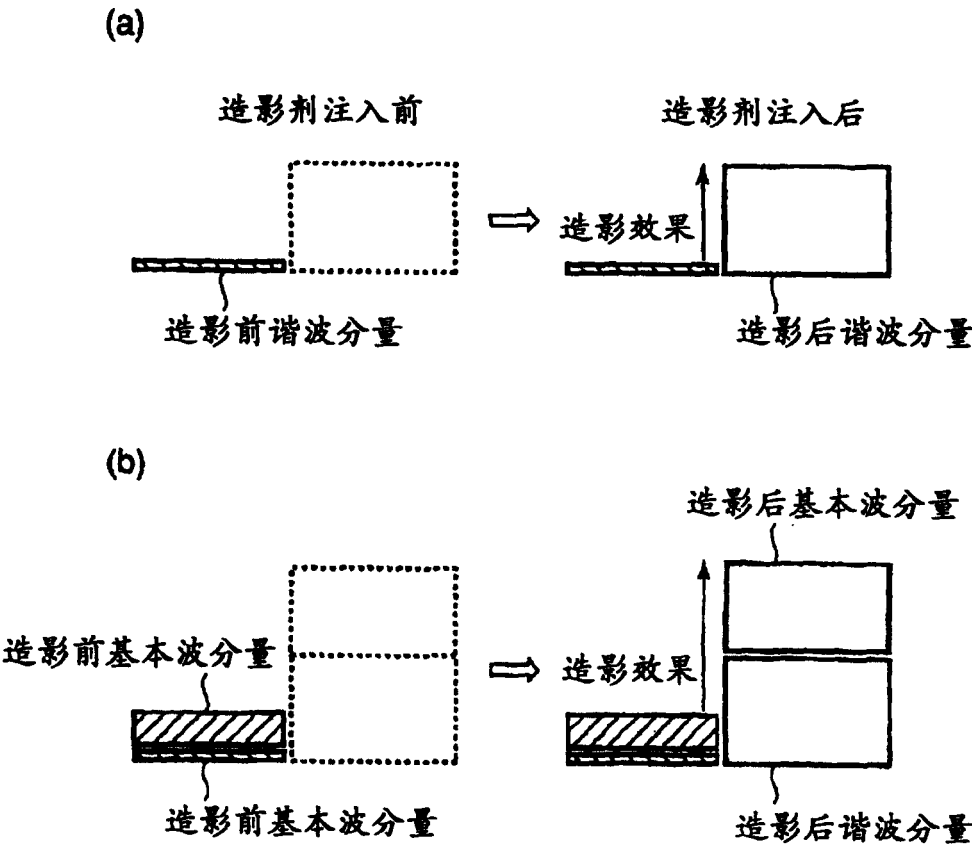 (a)
造影剂注入前
造影剂注入后
造影效果
造影前谐波分量
造影后谐波分量
(b)
造影后基本波分量
造影前基本波分量
造影效果
造影前基本波分量
造影后谐波分量